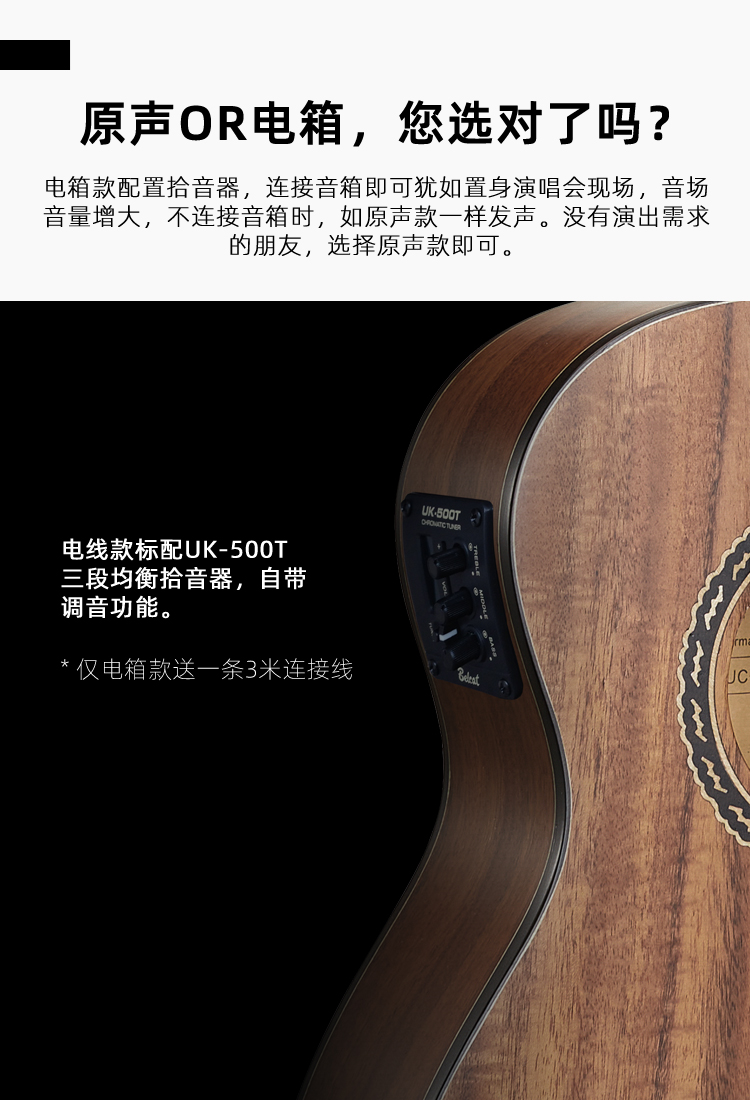 原声OR电箱，您选对了吗？
电箱款配置拾音器，连接音箱即可犹如置身演唱会现场，音场
音量增大，不连接音箱时，如原声款一样发声。没有演出需求
的朋友，选择原声款即可。
UK-500T
CHROMATIC TUNER
TREBLE
VOL
MIDDLE
BASS
Belcat
电线款标配UK-500T
三段均衡拾音器，自带
调音功能。
* 仅电箱款送一条3米连接线